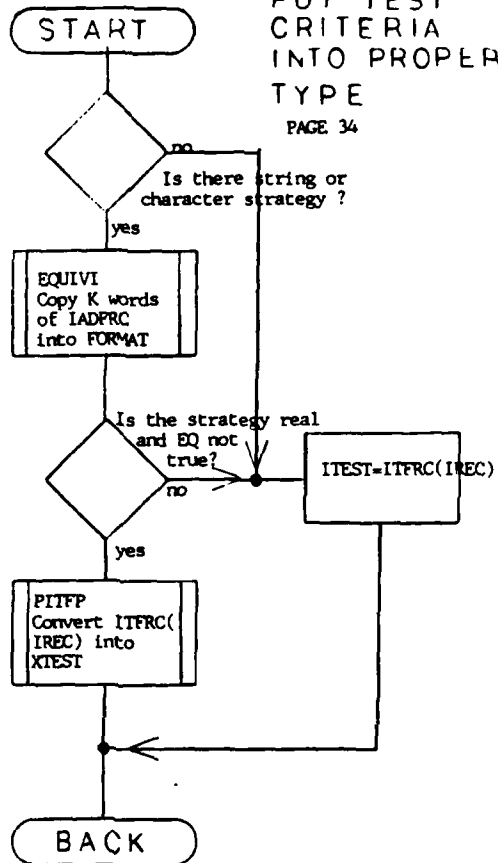 START
PUT TEST
CRITERIA
INTO PROPER
TYPE
PAGE 34
no
Is there string or
character strategy ?
yes
EQUIVI
Copy K words
of IADPRC
into FORMAT
Is the strategy real
and EQ not
true?
no
ITEST=ITFRC(IREC)
yes
PITFP
Convert ITFRC(
IREC) into
XTEST
BACK